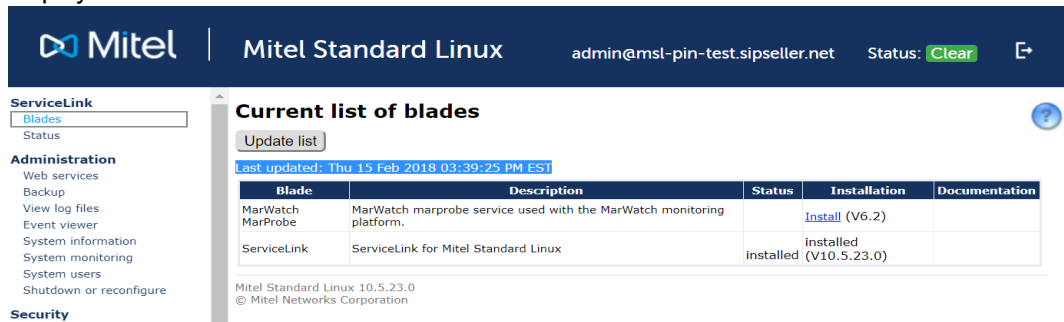 Mitel
Mitel Standard Linux
admin@msl-pin-test.sipseller.net
Status: Clear
ServiceLink
Blades
Status
Administration
Web services
Backup
View log files
Event viewer
System information
System monitoring
System users
Shutdown or reconfigure
Security
Current list of blades
?
Update list
Last updated: Thu 15 Feb 2018 03:39:25 PM EST
Blade Description Status Installation Documentation
MarWatch MarProbe MarWatch marprobe service used with the MarWatch monitoring platform. Install (V6.2)
ServiceLink ServiceLink for Mitel Standard Linux installed installed (V10.5.23.0)
Mitel Standard Linux 10.5.23.0
© Mitel Networks Corporation